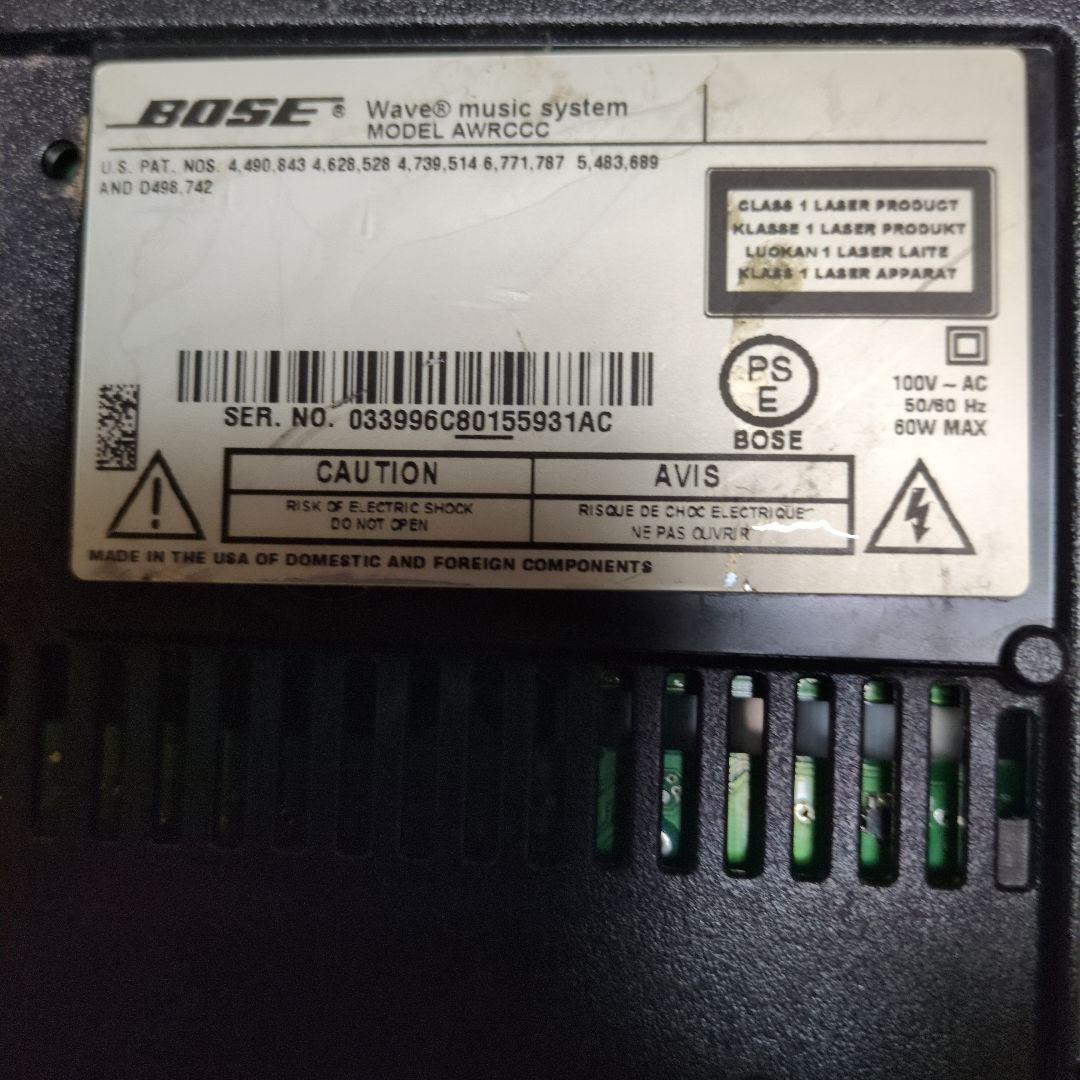 BOSE® Wave® music system
MODEL AWRCCC
U.S. PAT. NOS. 4,490,843 4,628,528 4,739,514 6,771,787 5,483,689
AND D498,742
CLASS 1 LASER PRODUCT
KLASSE 1 LASER PRODUKT
LUOKAN 1 LASER LAITE
KLASS 1 LASER APPARAT
PS
E
BOSE
100V ~ AC
50/60 Hz
60W MAX
SER. NO. 033996C80155931AC
CAUTION
RISK OF ELECTRIC SHOCK
DO NOT OPEN
AVIS
RISQUE DE CHOC ELECTRIQUE
NE PAS OUVRIR
MADE IN THE USA OF DOMESTIC AND FOREIGN COMPONENTS